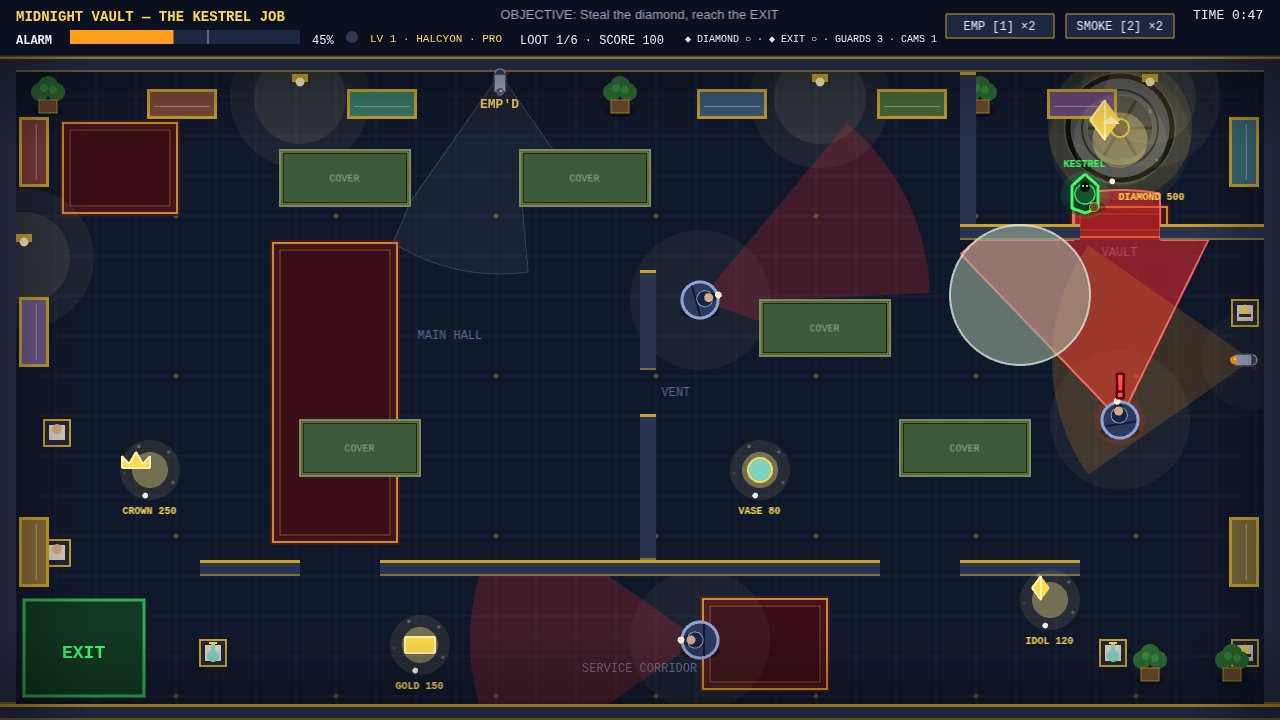 MIDNIGHT VAULT — THE KESTREL JOB
OBJECTIVE: Steal the diamond, reach the EXIT
EMP [1] ×2
SMOKE [2] ×2
TIME 0:47
ALARM
45%
LV 1 · HALCYON · PRO
LOOT 1/6 · SCORE 100
◆ DIAMOND ○ · ◆ EXIT ○ · GUARDS 3 · CAMS 1
EMP'D
KESTREL
COVER
COVER
DIAMOND 500
VAULT
MAIN HALL
COVER
VENT
!
COVER
COVER
CROWN 250
VASE 80
EXIT
IDOL 120
SERVICE CORRIDOR
GOLD 150